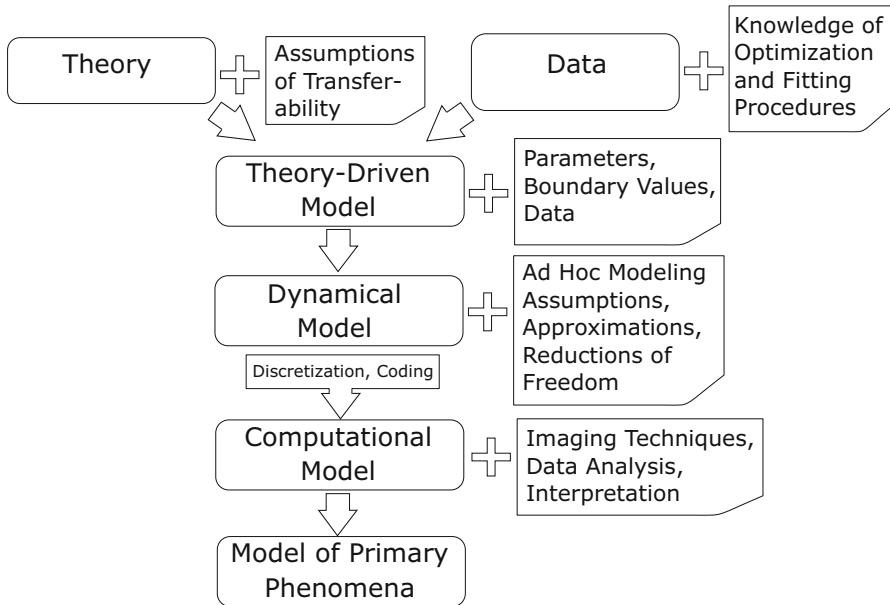 Theory
Assumptions
of Transfer-
ability
Data
Knowledge of
Optimization
and Fitting
Procedures
Theory-Driven
Model
Parameters,
Boundary Values,
Data
Dynamical
Model
Ad Hoc Modeling
Assumptions,
Approximations,
Reductions of
Freedom
Discretization, Coding
Computational
Model
Imaging Techniques,
Data Analysis,
Interpretation
Model of Primary
Phenomena